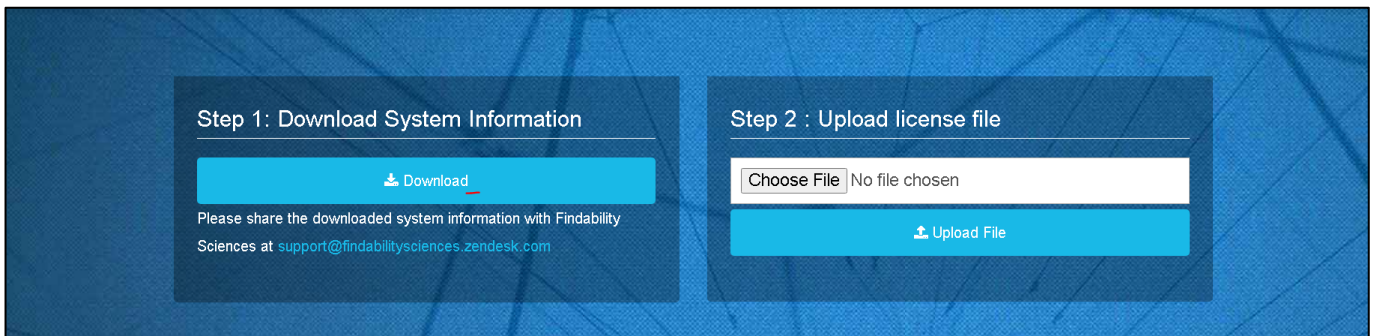 Step 1: Download System Information
Download
Please share the downloaded system information with Findability
Sciences at support@findabilitysciences.zendesk.com
Step 2 : Upload license file
Choose File No file chosen
Upload File